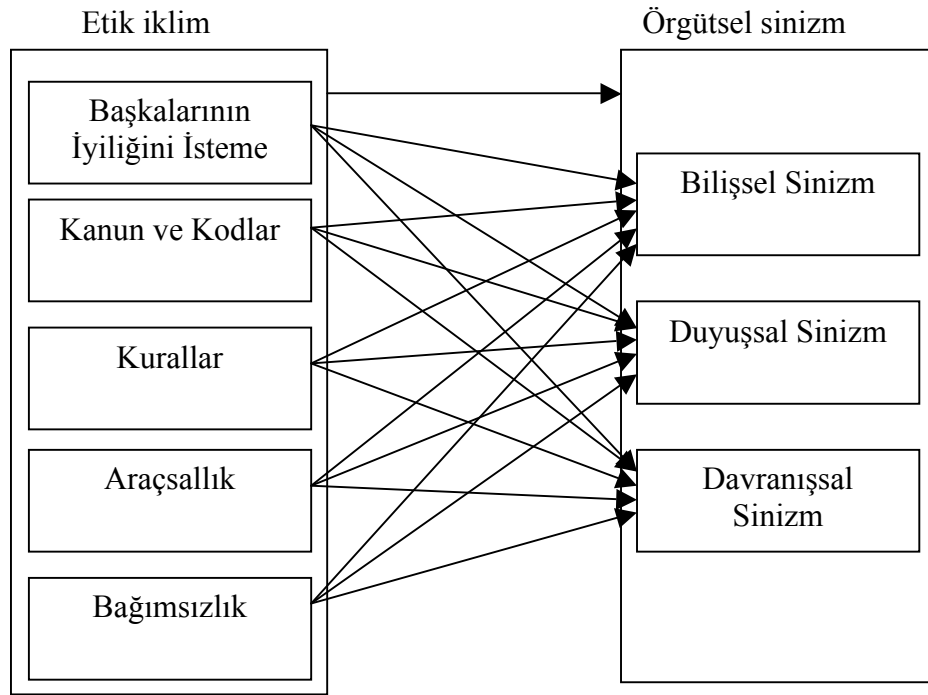 Etik iklim
Örgütsel sinizm
Başkalarının
İyiliğini İsteme
Kanun ve Kodlar
Kurallar
Araçsallık
Bağımsızlık
Bilişsel Sinizm
Duyuşsal Sinizm
Davranışsal
Sinizm